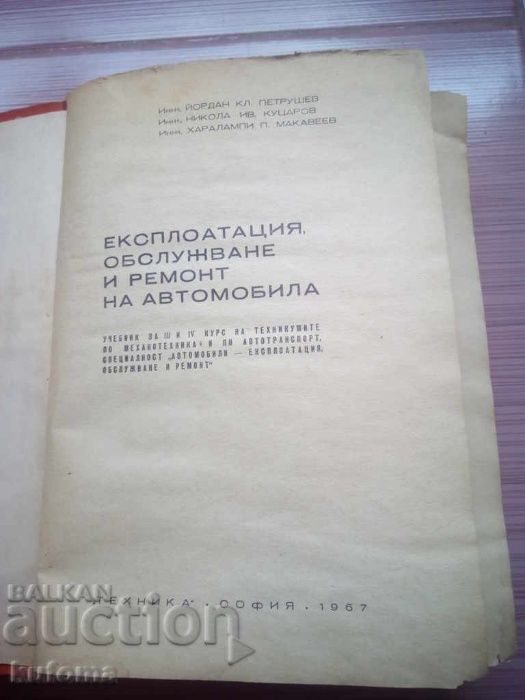 Инж. ЙОРДАН КЛ. ПЕТРУШЕВ
Инж. НИКОЛА ИВ. КУЦАРОВ
Инж. ХАРАЛАМПИ П. МАКАВЕЕВ
ЕКСПЛОАТАЦИЯ,
ОБСЛУЖВАНЕ
И РЕМОНТ
НА АВТОМОБИЛА
УЧЕБНИК ЗА III И IV КУРС НА ТЕХНИКУМИТЕ
ПО МЕХАНОТЕХНИКА И ПО АВТОТРАНСПОРТ,
СПЕЦИАЛНОСТ „АВТОМОБИЛИ — ЕКСПЛОАТАЦИЯ,
ОБСЛУЖВАНЕ И РЕМОНТ"
ТЕХНИКА · СОФИЯ · 1967
BALKAN
auction
kutoma